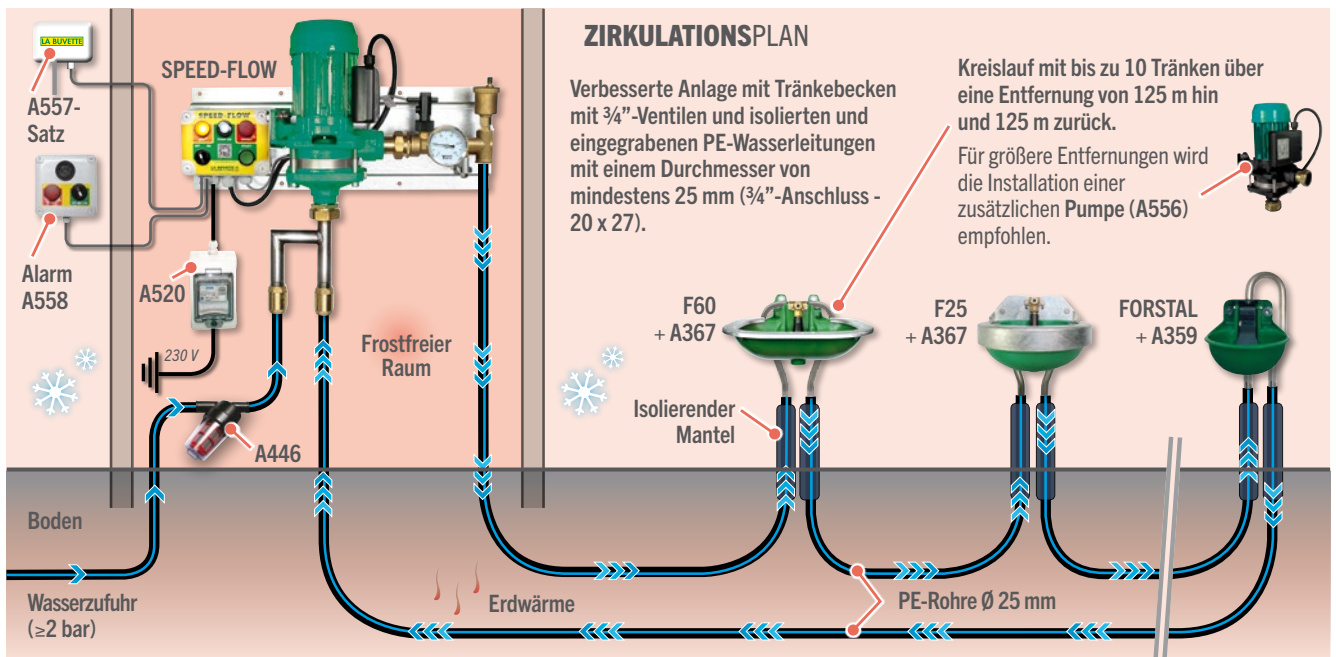 LA BUVETTE
A557-
Satz
Alarm
A558
SPEED-FLOW
SPEED-FLOW
A520
230 V
A446
Frostfreier
Raum
ZIRKULATIONSPLAN
Verbesserte Anlage mit Tränkebecken
mit ¾”-Ventilen und isolierten und
eingegrabenen PE-Wasserleitungen
mit einem Durchmesser von
mindestens 25 mm (¾”-Anschluss -
20 x 27).
Kreislauf mit bis zu 10 Tränken über
eine Entfernung von 125 m hin
und 125 m zurück.
Für größere Entfernungen wird
die Installation einer
zusätzlichen Pumpe (A556)
empfohlen.
F60
+ A367
F25
+ A367
FORSTAL
+ A359
Isolierender
Mantel
Boden
Wasserzufuhr
(≥2 bar)
Erdwärme
PE-Rohre Ø 25 mm